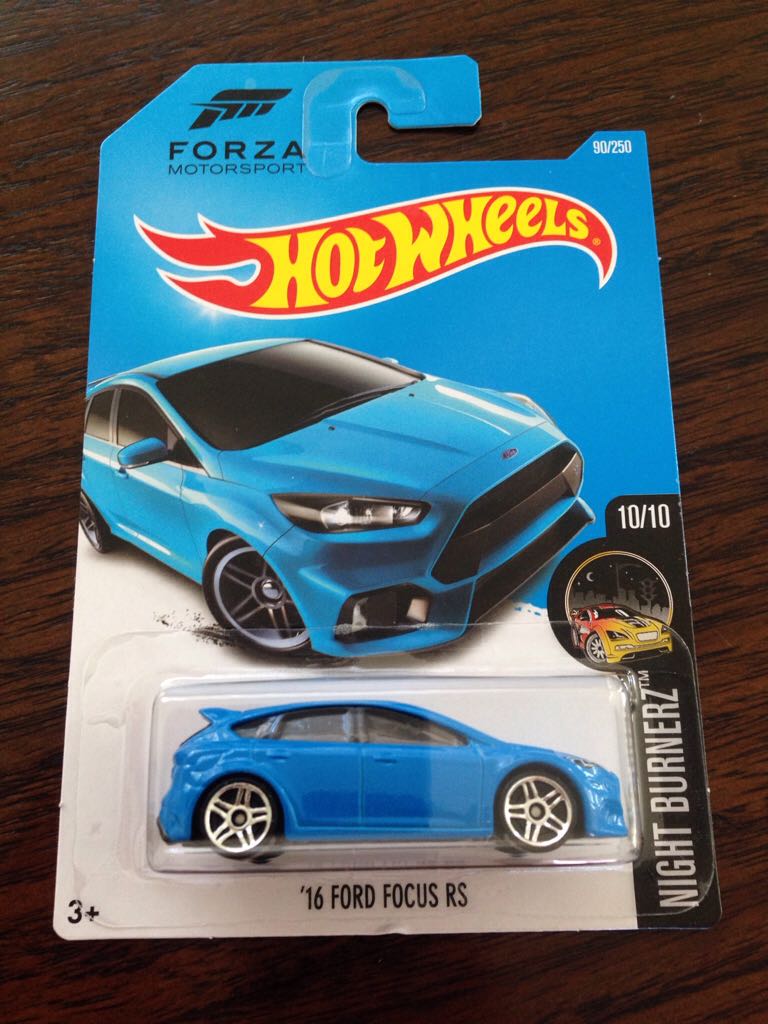 FORZA
MOTORSPORT
90/250
HOT WHEELS®
10/10
NIGHT BURNERZ™
'16 FORD FOCUS RS
3+